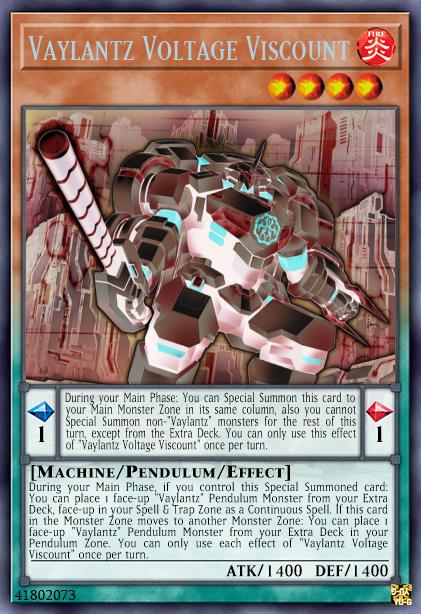 VAYLANTZ VOLTAGE VISCOUNT
FIRE
炎
During your Main Phase: You can Special Summon this card to
your Main Monster Zone in its same column, also you cannot
Special Summon non-"Vaylantz" monsters for the rest of this
turn, except from the Extra Deck. You can only use this effect
of "Vaylantz Voltage Viscount" once per turn.
1
1
[MACHINE/PENDULUM/EFFECT]
During your Main Phase, if you control this Special Summoned card:
You can place 1 face-up "Vaylantz" Pendulum Monster from your Extra
Deck, face-up in your Spell & Trap Zone as a Continuous Spell. If this card
in the Monster Zone moves to another Monster Zone: You can place 1
face-up "Vaylantz" Pendulum Monster from your Extra Deck in your
Pendulum Zone. You can only use each effect of "Vaylantz Voltage
Viscount" once per turn.
ATK/1400 DEF/1400
41802073